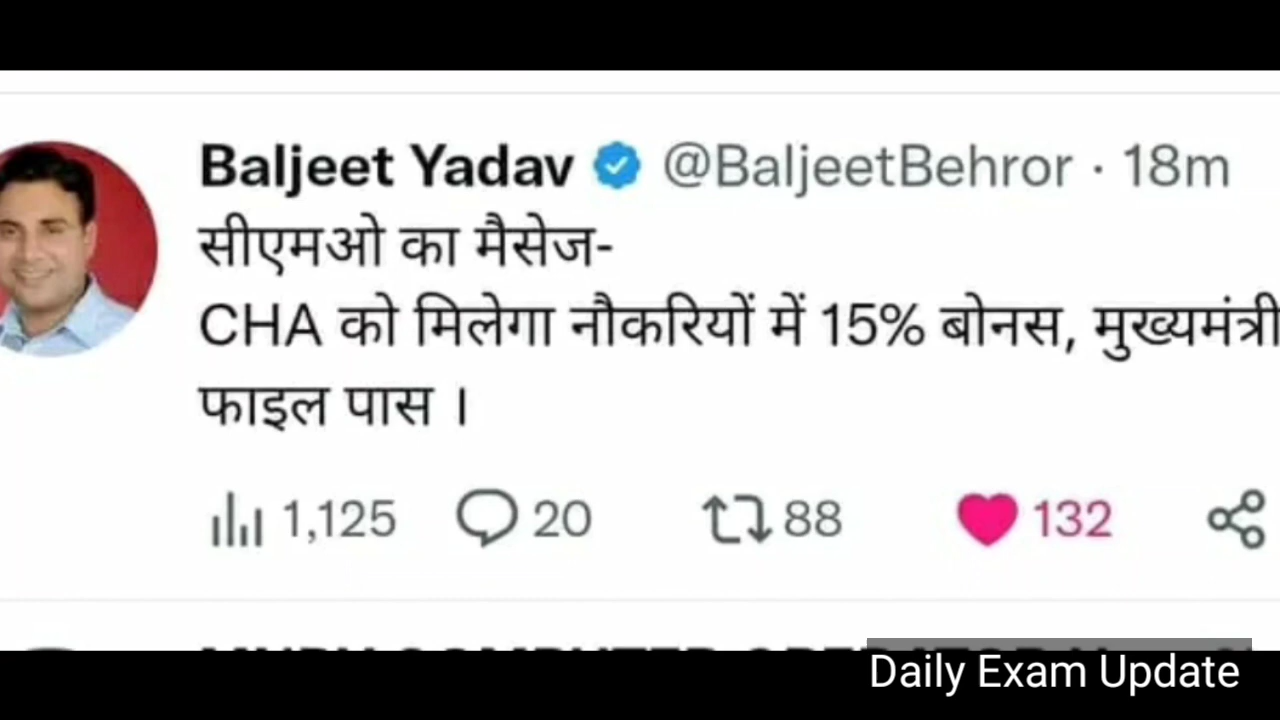 Baljeet Yadav @BaljeetBehror · 18m
सीएमओ का मैसेज-
CHA को मिलेगा नौकरियों में 15% बोनस, मुख्यमंत्री
फाइल पास ।
1,125 20 88 132
Daily Exam Update